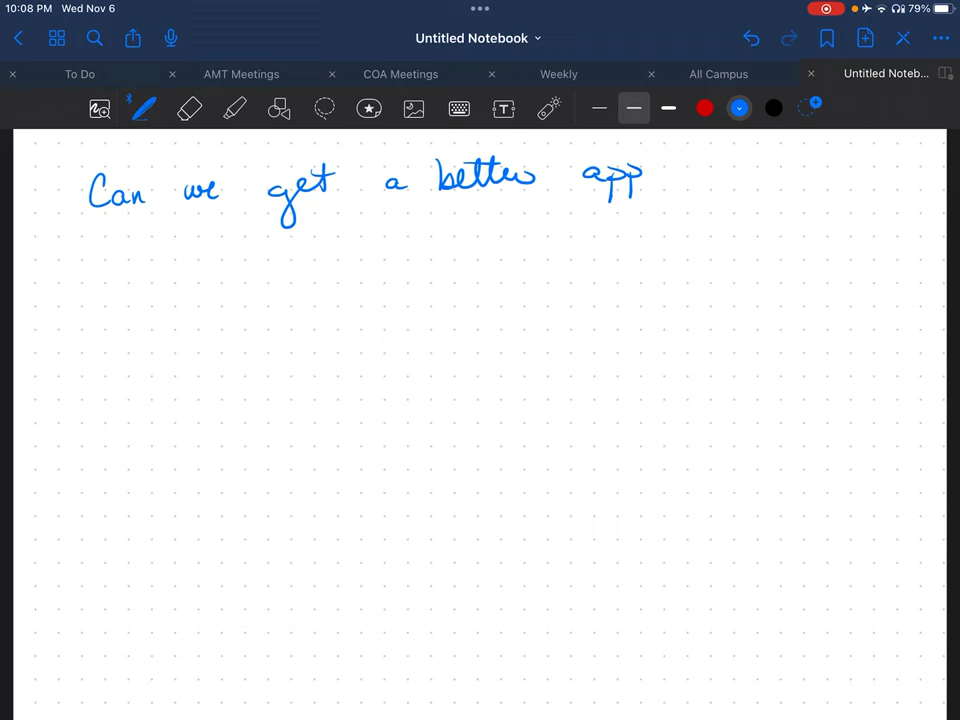 10:08 PM Wed Nov 6 79%
Untitled Notebook
To Do AMT Meetings COA Meetings Weekly All Campus Untitled Noteb...
T
Can we get a better app